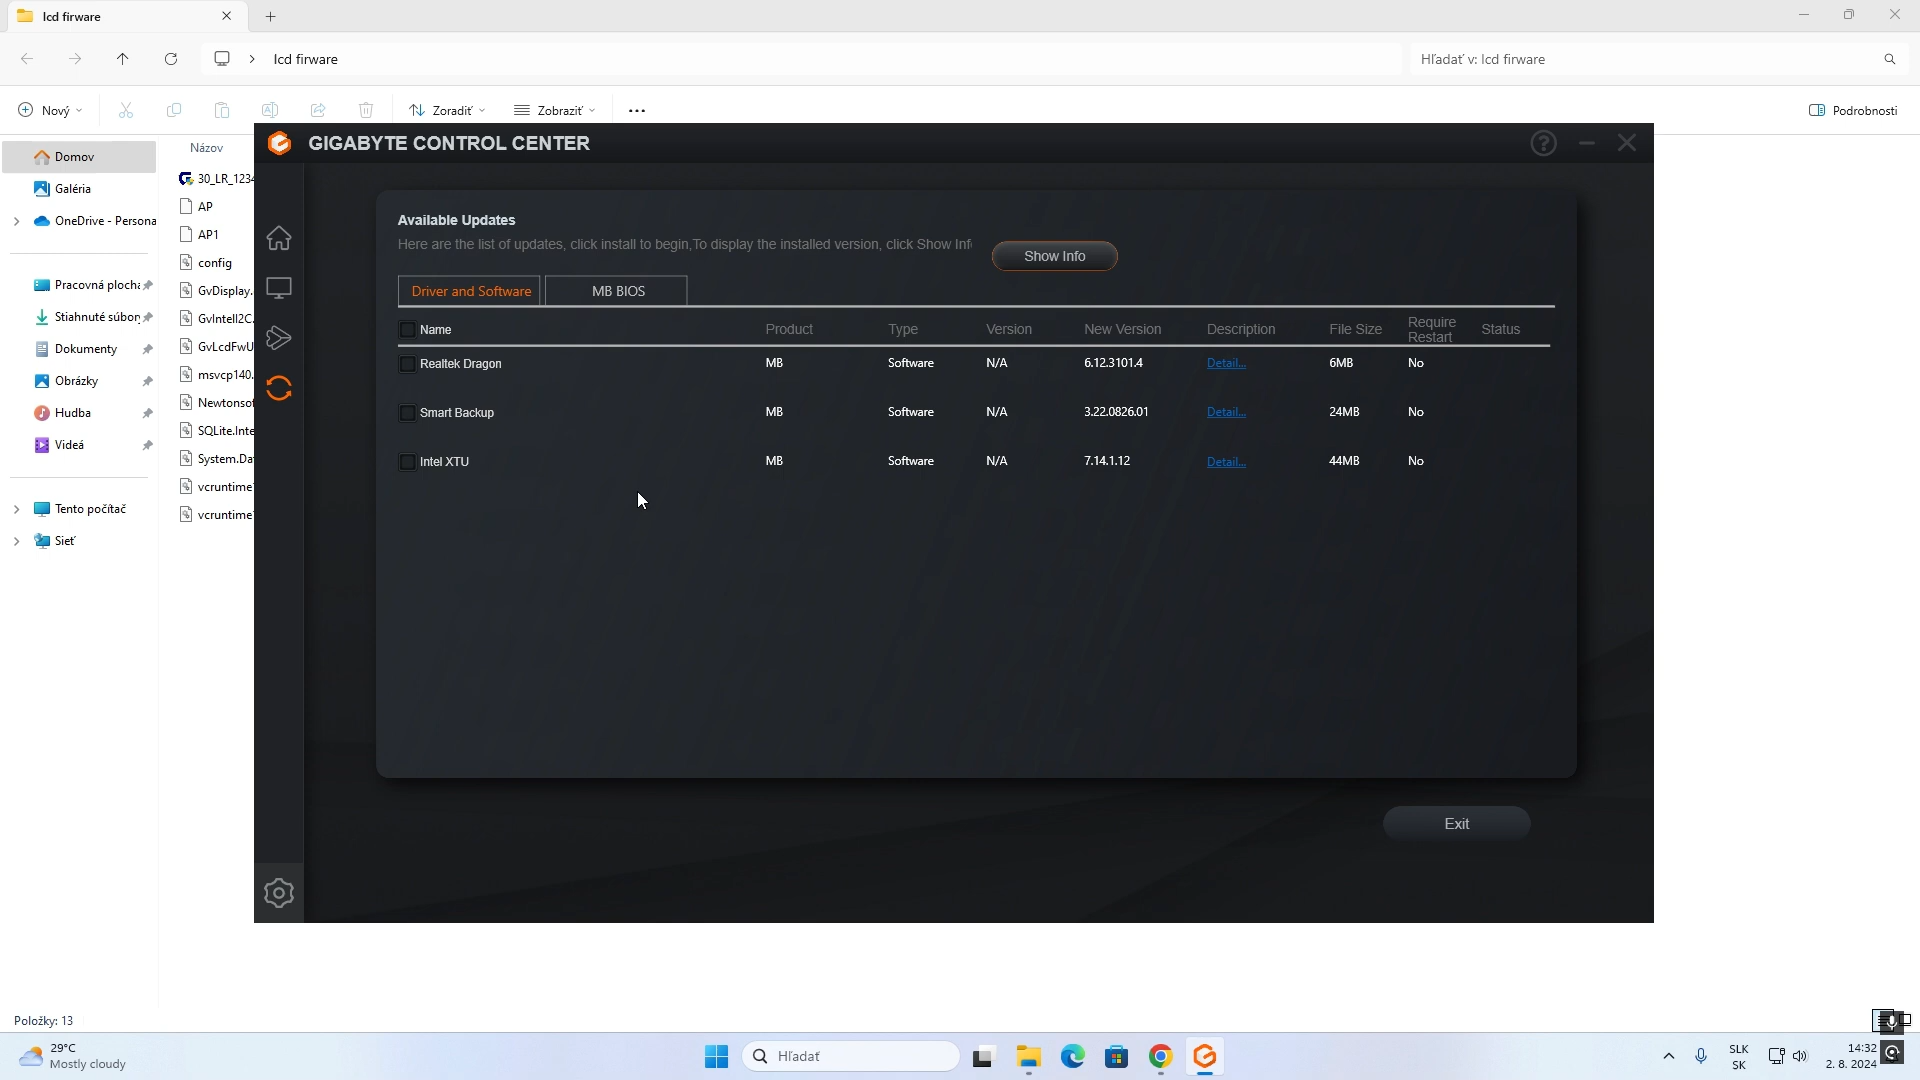 lcd firware
lcd firware
Hľadať v: lcd firware
Nový
Zoradiť
Zobraziť
Podrobnosti
Domov
Galéria
OneDrive - Persona
Pracovná ploch
Stiahnuté súbor
Dokumenty
Obrázky
Hudba
Videá
Tento počítač
Sieť
Názov
30_LR_1234
AP
AP1
config
GvDisplay.
GvIntelI2C.
GvLcdFwU
msvcp140.
Newtonsof
SQLite.Inte
System.Da
vcruntime
vcruntime
GIGABYTE CONTROL CENTER
Available Updates
Here are the list of updates, click install to begin,To display the installed version, click Show Inf
Show Info
Driver and Software
MB BIOS
Name Product Type Version New Version Description File Size Require Restart Status
Realtek Dragon MB Software N/A 6.12.3101.4 Detail... 6MB No
Smart Backup MB Software N/A 3.22.0826.01 Detail... 24MB No
Intel XTU MB Software N/A 7.14.1.12 Detail... 44MB No
Exit
Položky: 13
29°C
Mostly cloudy
Hľadať
SLK
SK
14:32
2. 8. 2024